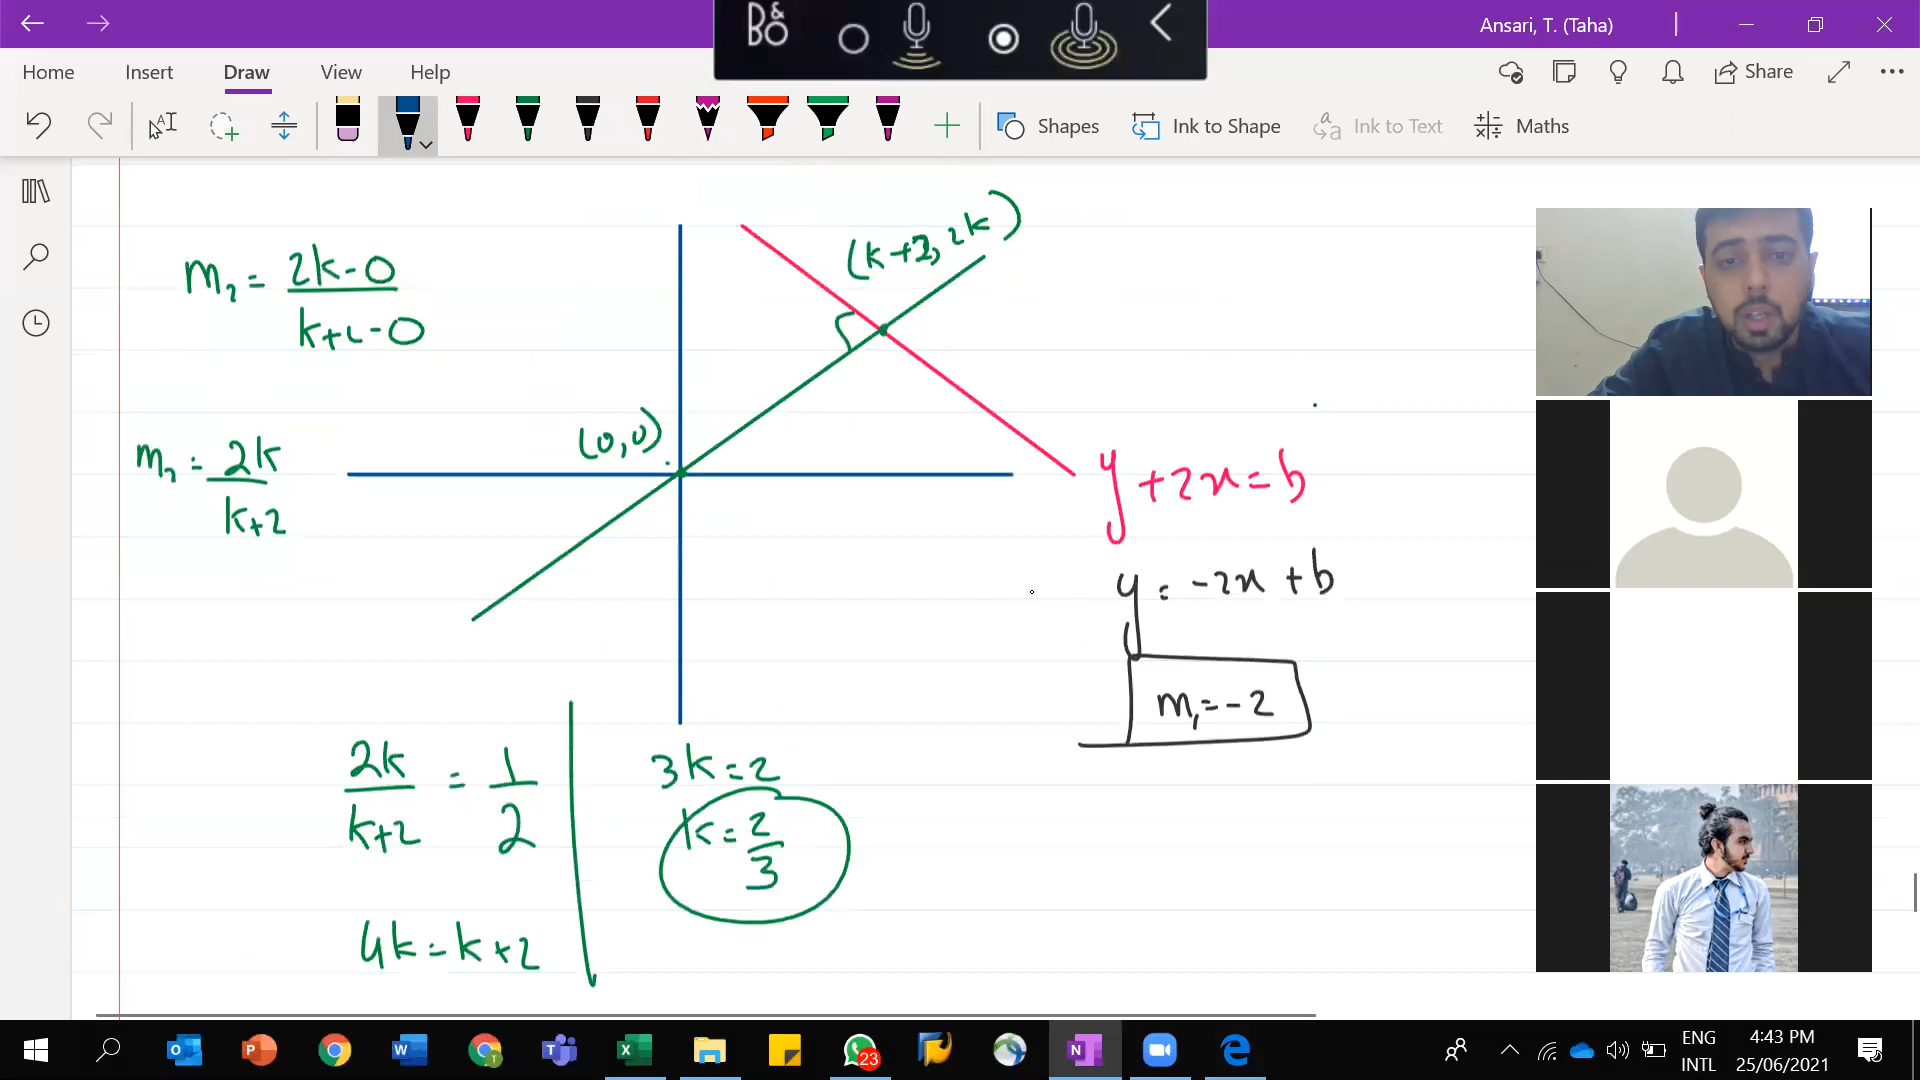 B&O
Ansari, T. (Taha)
Home Insert Draw View Help
Share
Shapes
Ink to Shape
Ink to Text
Maths
m₂ = 2k-0
k+2-0
(k+2, 2k)
(0,0)
m₂ = 2k
k+2
y+2x=b
y = -2x+b
m₁=-2
2k = 1
k+2 2
4k=k+2
3k=2
k=2
3
23
ENG
INTL
4:43 PM
25/06/2021